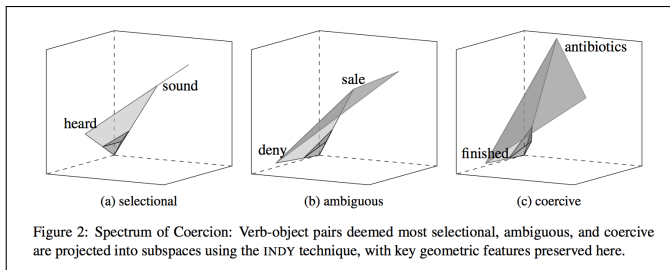 heard
sound
deny
sale
finished
antibiotics
(a) selectional
(b) ambiguous
(c) coercive
Figure 2: Spectrum of Coercion: Verb-object pairs deemed most selectional, ambiguous, and coercive
are projected into subspaces using the INDY technique, with key geometric features preserved here.